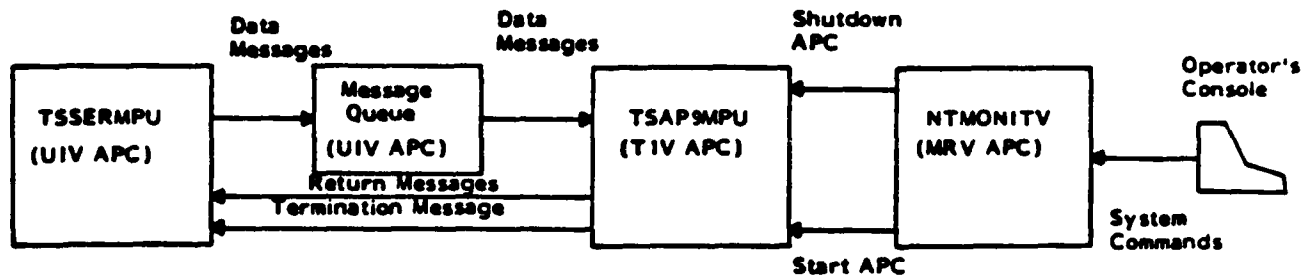 Data
Messages
Data
Messages
Shutdown
APC
Operator's
Console
TSSERMPU
(UIV APC)
Message
Queue
(UIV APC)
TSAP9MPU
(TIV APC)
NTMONITV
(MRV APC)
Return Messages
Termination Message
System
Commands
Start APC